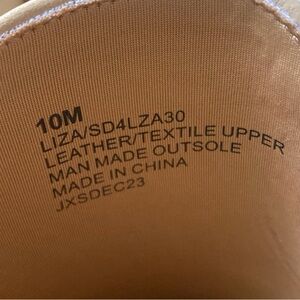 10M
LIZA/SD4LZA30
LEATHER/TEXTILE UPPER
MAN MADE OUTSOLE
MADE IN CHINA
JXSDEC23